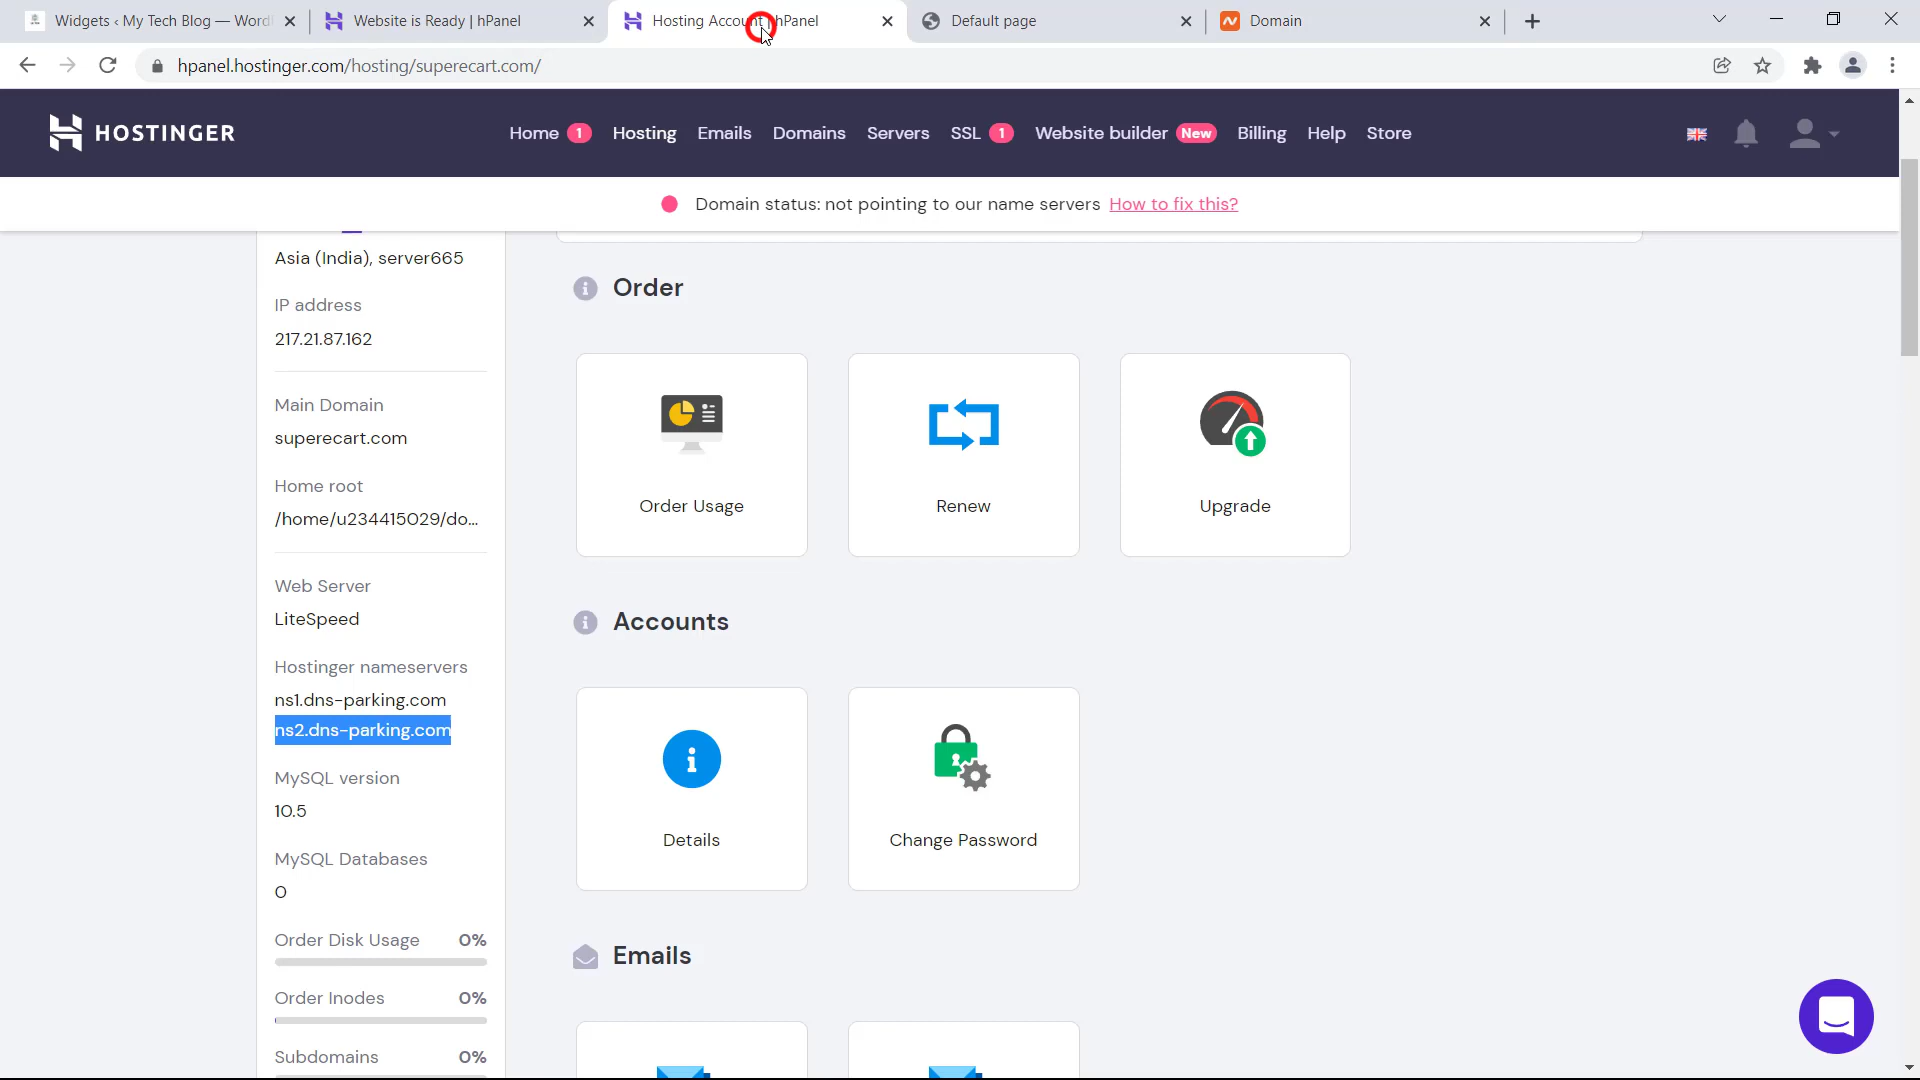 Widgets ‹ My Tech Blog — Word
Website is Ready | hPanel
Hosting Account | hPanel
Default page
Domain
hpanel.hostinger.com/hosting/superecart.com/
HOSTINGER
Home 1 Hosting Emails Domains Servers SSL 1 Website builder New Billing Help Store
Domain status: not pointing to our name servers How to fix this?
Asia (India), server665
IP address
217.21.87.162
Main Domain
superecart.com
Home root
/home/u234415029/do...
Web Server
LiteSpeed
Hostinger nameservers
ns1.dns-parking.com
ns2.dns-parking.com
MySQL version
10.5
MySQL Databases
0
Order Disk Usage 0%
Order Inodes 0%
Subdomains 0%
Order
Order Usage
Renew
Upgrade
Accounts
Details
Change Password
Emails